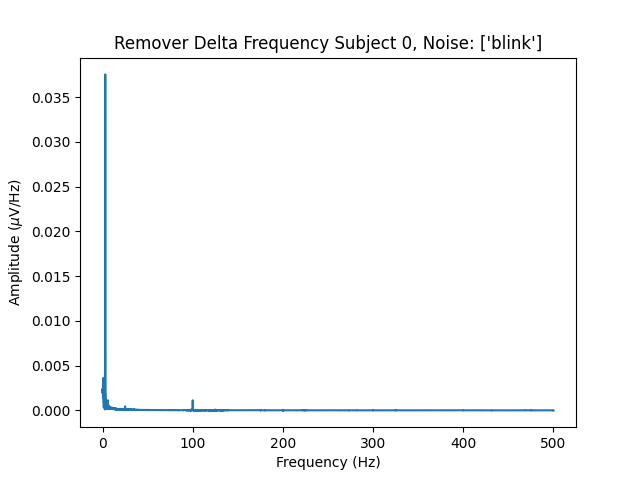 Remover Delta Frequency Subject 0, Noise: ['blink']
0.035
0.030
0.025
0.020
0.015
0.010
0.005
0.000
Amplitude (μV/Hz)
0 100 200 300 400 500
Frequency (Hz)